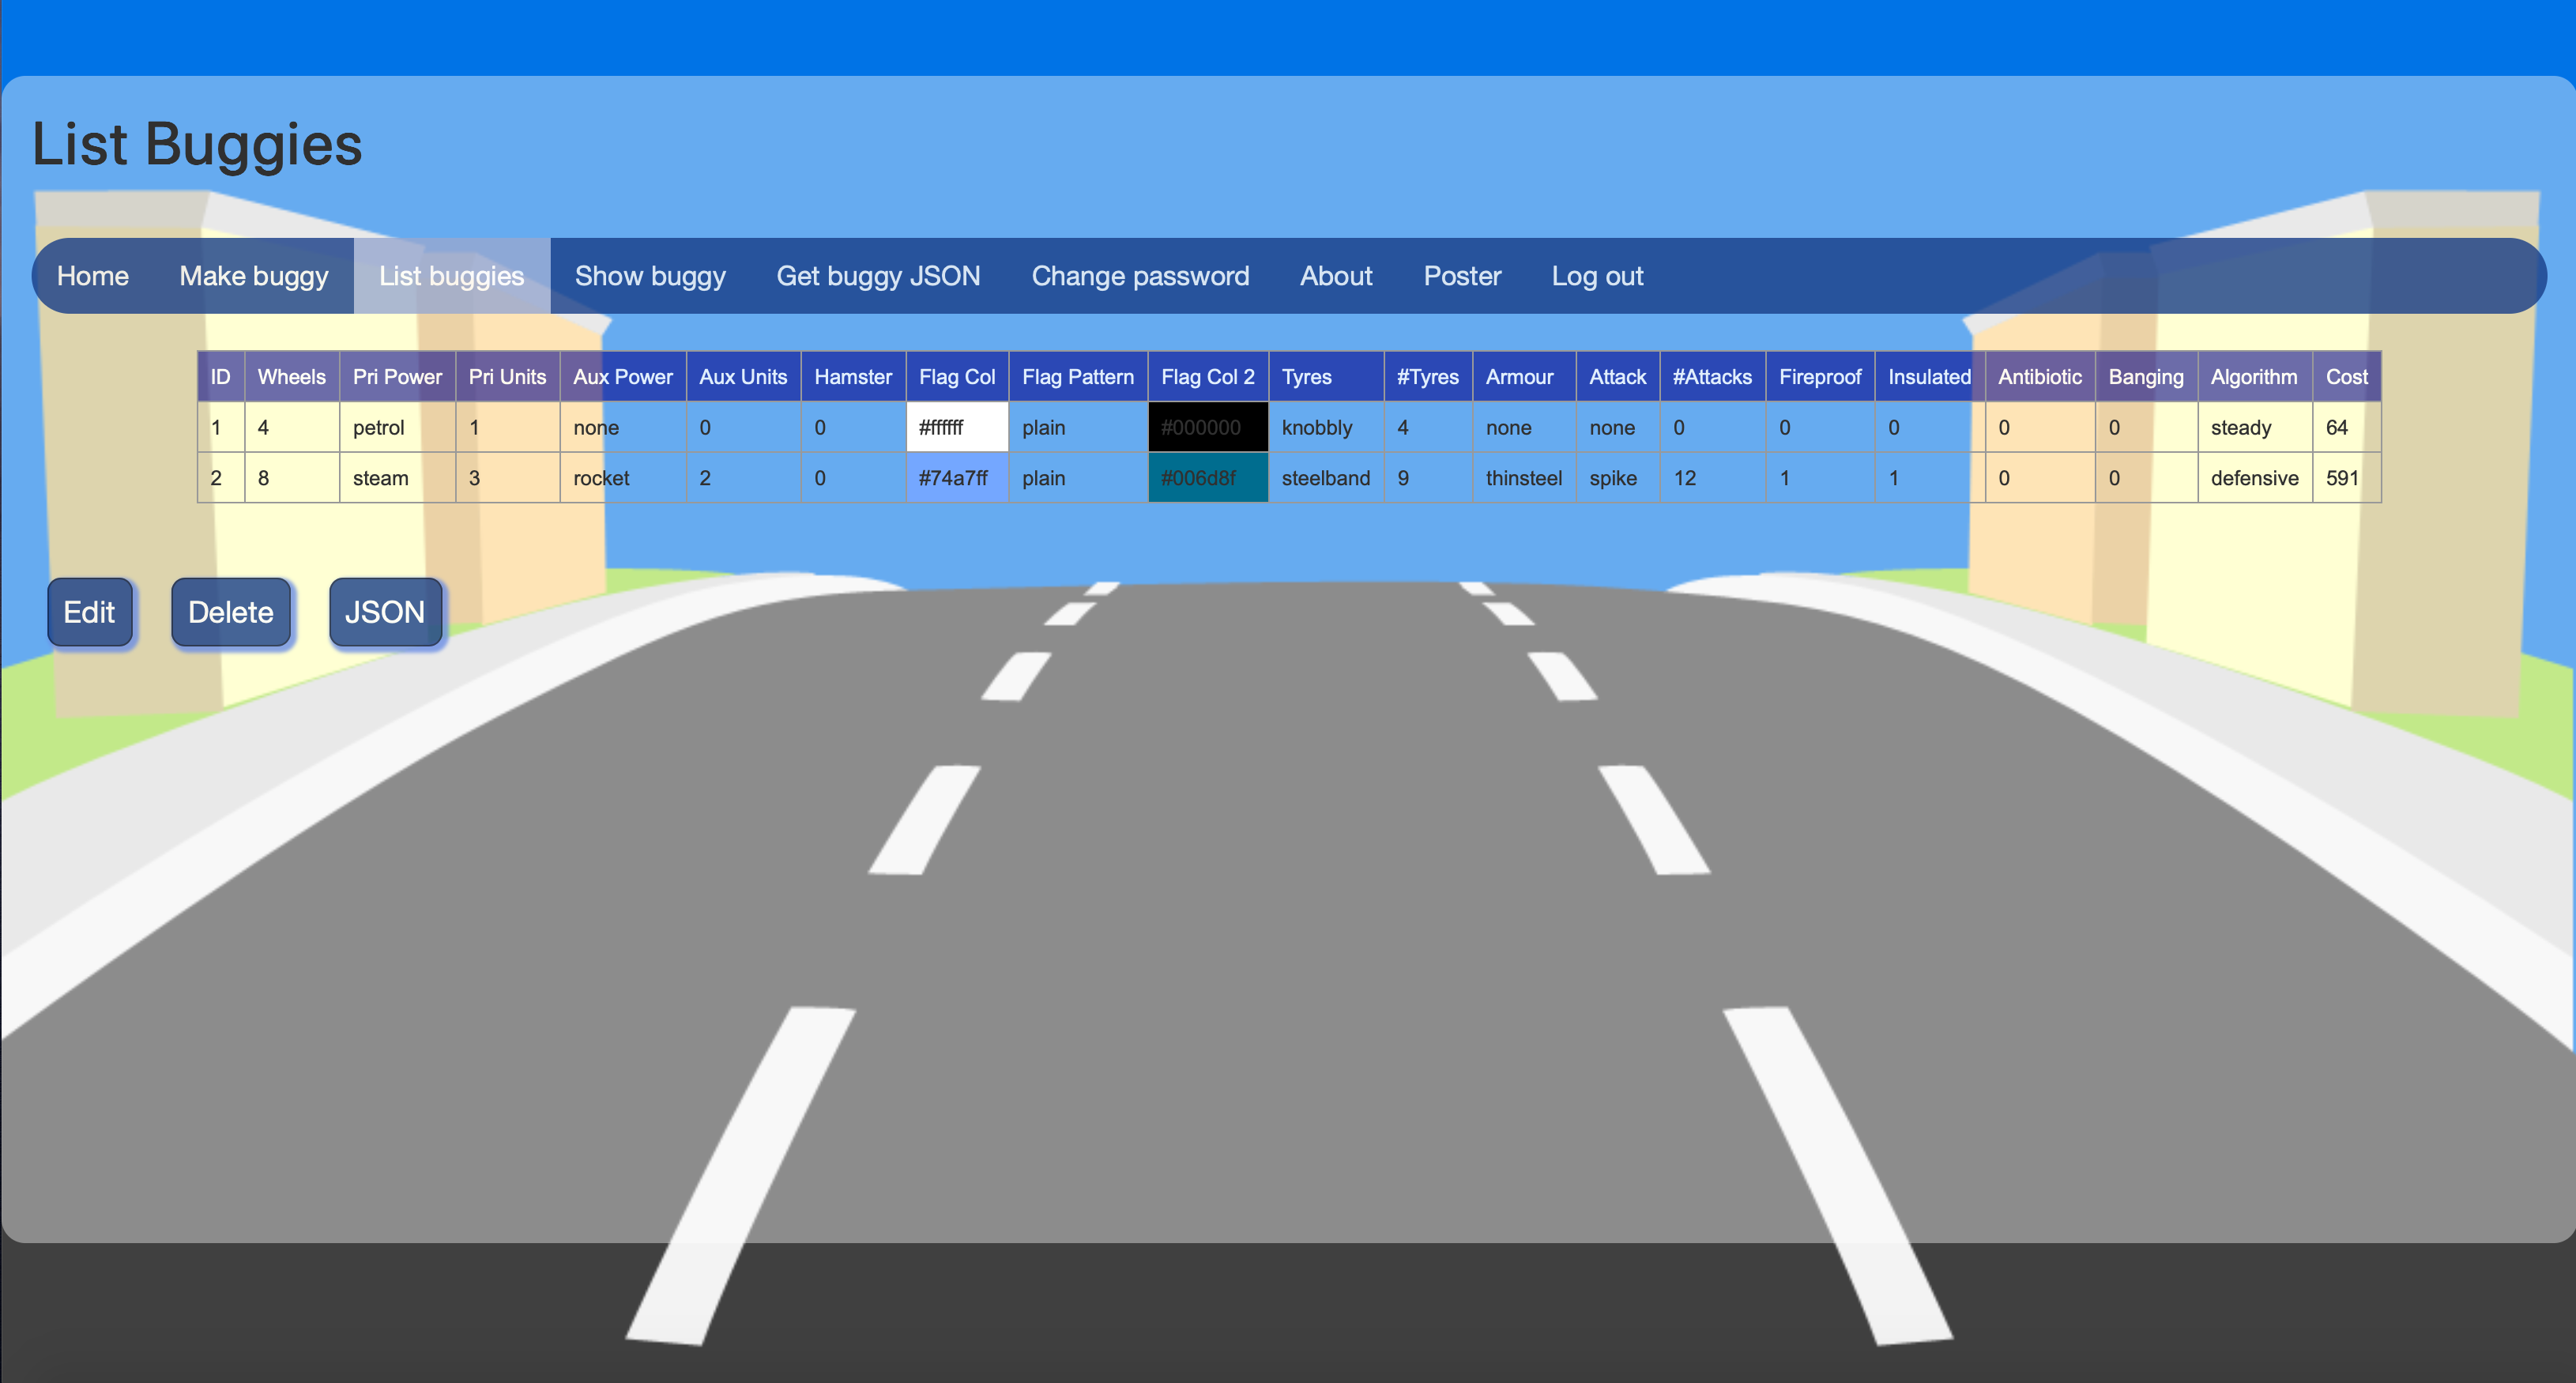 List Buggies
Home Make buggy List buggies Show buggy Get buggy JSON Change password About Poster Log out
ID Wheels Pri Power Pri Units Aux Power Aux Units Hamster Flag Col Flag Pattern Flag Col 2 Tyres #Tyres Armour Attack #Attacks Fireproof Insulated Antibiotic Banging Algorithm Cost
1 4 petrol 1 none 0 0 #ffffff plain #000000 knobbly 4 none none 0 0 0 0 0 steady 64
2 8 steam 3 rocket 2 0 #74a7ff plain #006d8f steelband 9 thinsteel spike 12 1 1 0 0 defensive 591
Edit Delete JSON